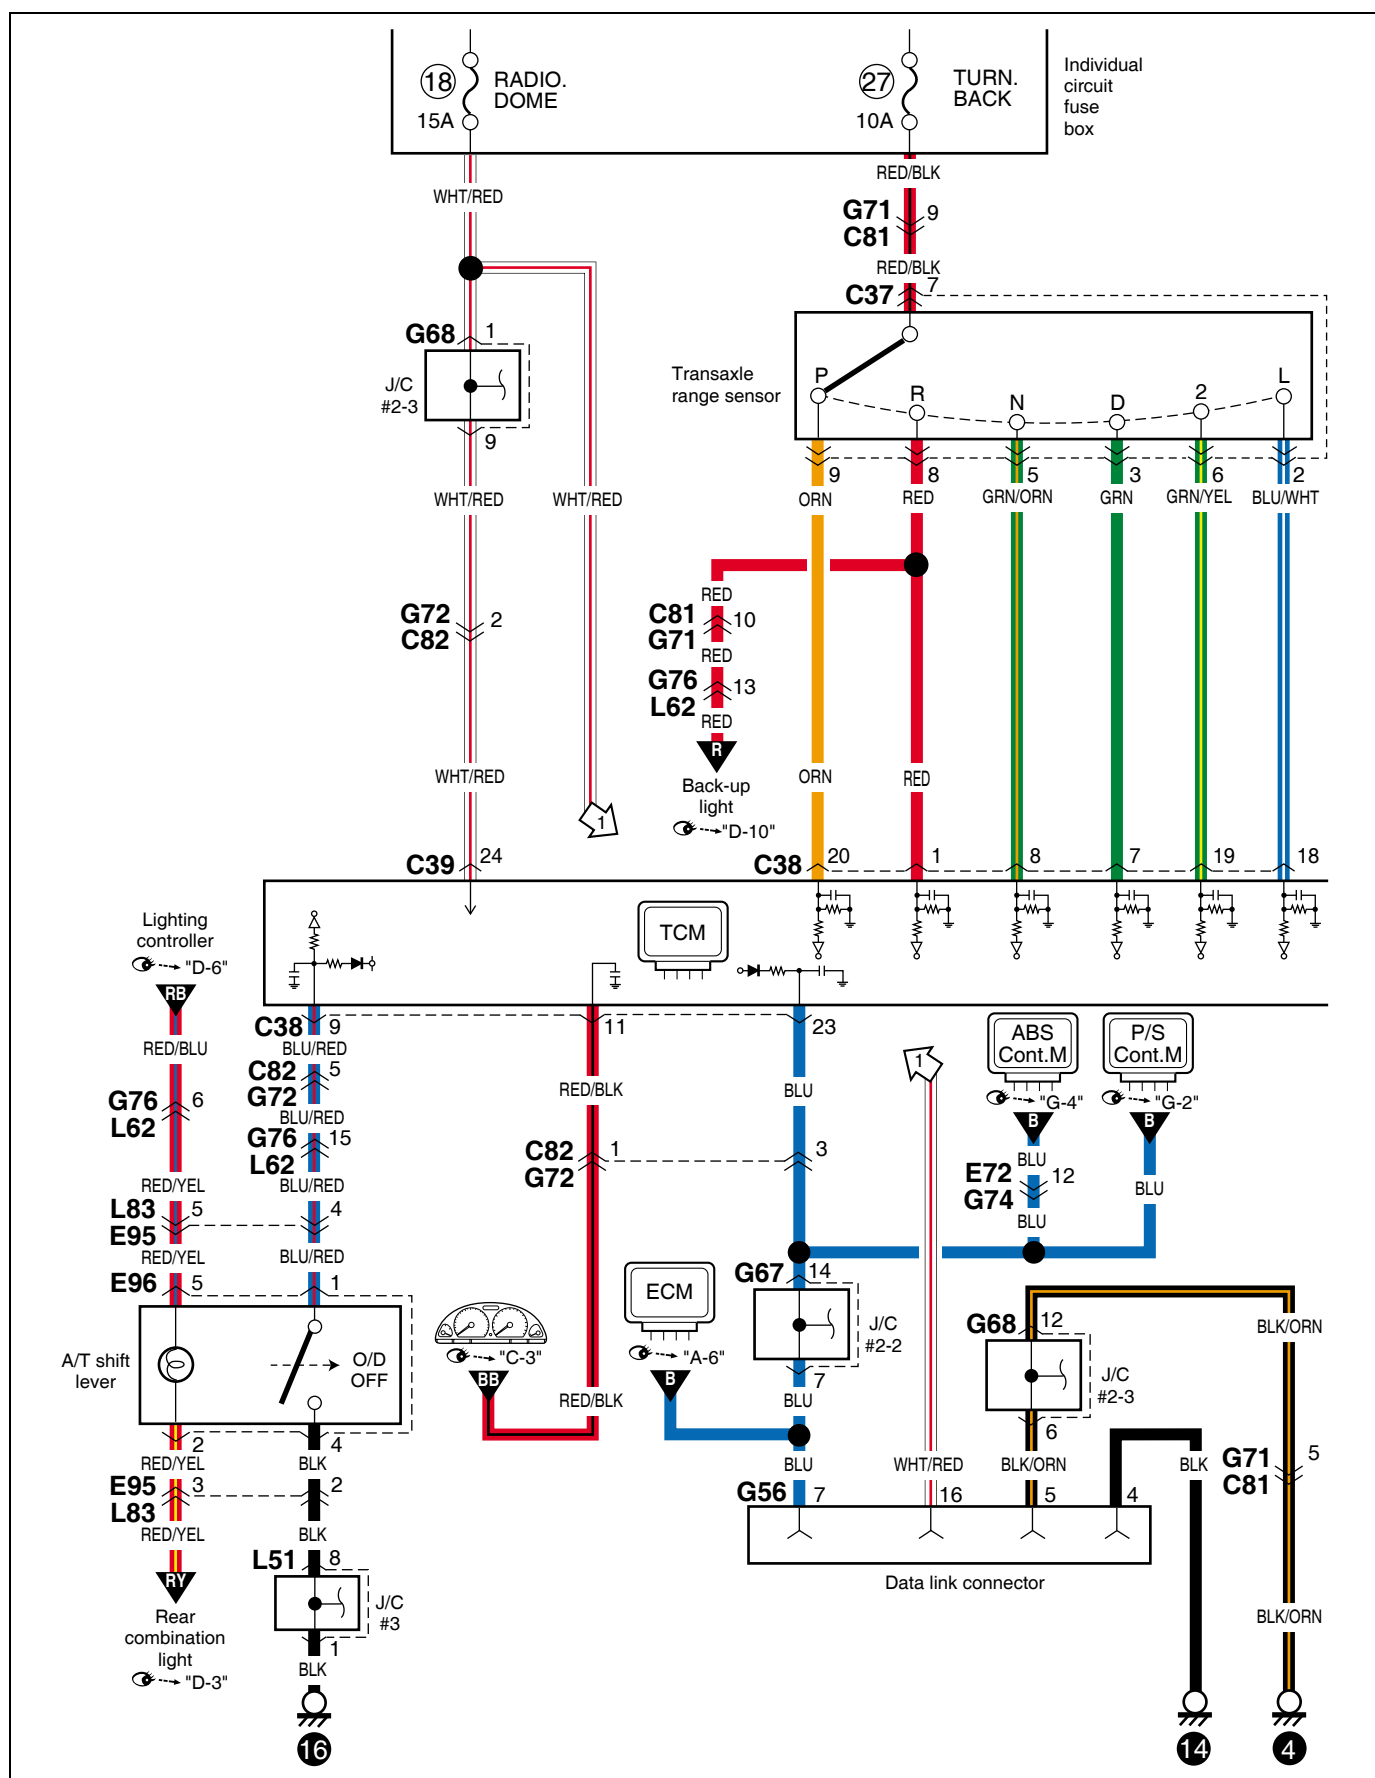 18
RADIO.
DOME
15A
27
TURN.
BACK
10A
Individual
circuit
fuse
box
WHT/RED
RED/BLK
G71
9
C81
RED/BLK
C37
7
G68
1
J/C
#2-3
9
Transaxle
range sensor
P
R
N
D
2
L
9
8
5
3
6
2
WHT/RED
WHT/RED
ORN
RED
GRN/ORN
GRN
GRN/YEL
BLU/WHT
RED
G72
2
C82
C81
10
G71
RED
G76
13
L62
RED
R
WHT/RED
ORN
RED
Back-up
light
"D-10"
1
C39
24
C38
20
1
8
7
19
18
TCM
Lighting
controller
"D-6"
RB
C38
9
11
23
RED/BLU
BLU/RED
C82
5
G72
BLU/RED
RED/BLK
BLU
1
ABS
Cont.M
P/S
Cont.M
"G-4"
"G-2"
B
B
G76
6
L62
G76
15
L62
C82
1
3
G72
BLU
E72
12
G74
BLU
BLU
RED/YEL
BLU/RED
L83
5
4
E95
RED/YEL
BLU/RED
E96
5
1
G67
14
ECM
J/C
#2-2
"C-3"
"A-6"
BB
B
7
G68
12
J/C
#2-3
6
BLK/ORN
A/T shift
lever
O/D
OFF
RED/BLK
BLU
2
4
RED/YEL
BLK
BLU
WHT/RED
BLK/ORN
BLK
G71
5
C81
E95
3
2
L83
G56
7
16
5
4
RED/YEL
BLK
Data link connector
L51
8
RY
J/C
#3
1
Rear
combination
light
"D-3"
BLK
BLK/ORN
16
14
4